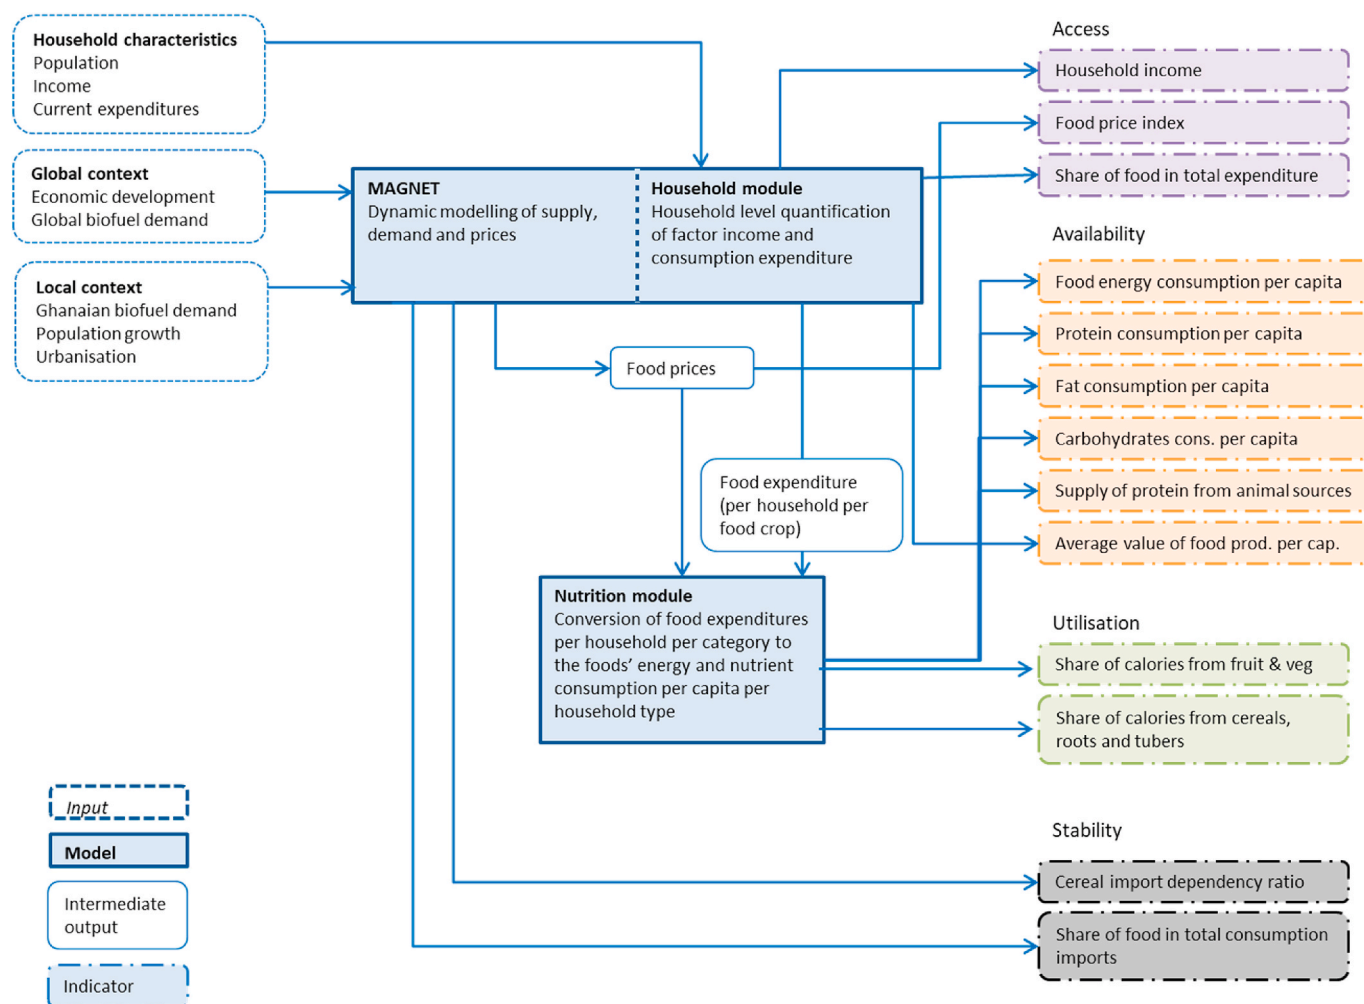 Household characteristics
Population
Income
Current expenditures
Global context
Economic development
Global biofuel demand
Local context
Ghanaian biofuel demand
Population growth
Urbanisation
MAGNET
Dynamic modelling of supply,
demand and prices
Household module
Household level quantification
of factor income and
consumption expenditure
Food prices
Food expenditure
(per household per
food crop)
Nutrition module
Conversion of food expenditures
per household per category to
the foods’ energy and nutrient
consumption per capita per
household type
Access
Household income
Food price index
Share of food in total expenditure
Availability
Food energy consumption per capita
Protein consumption per capita
Fat consumption per capita
Carbohydrates cons. per capita
Supply of protein from animal sources
Average value of food prod. per cap.
Utilisation
Share of calories from fruit & veg
Share of calories from cereals,
roots and tubers
Stability
Cereal import dependency ratio
Share of food in total consumption
imports
Input
Model
Intermediate
output
Indicator